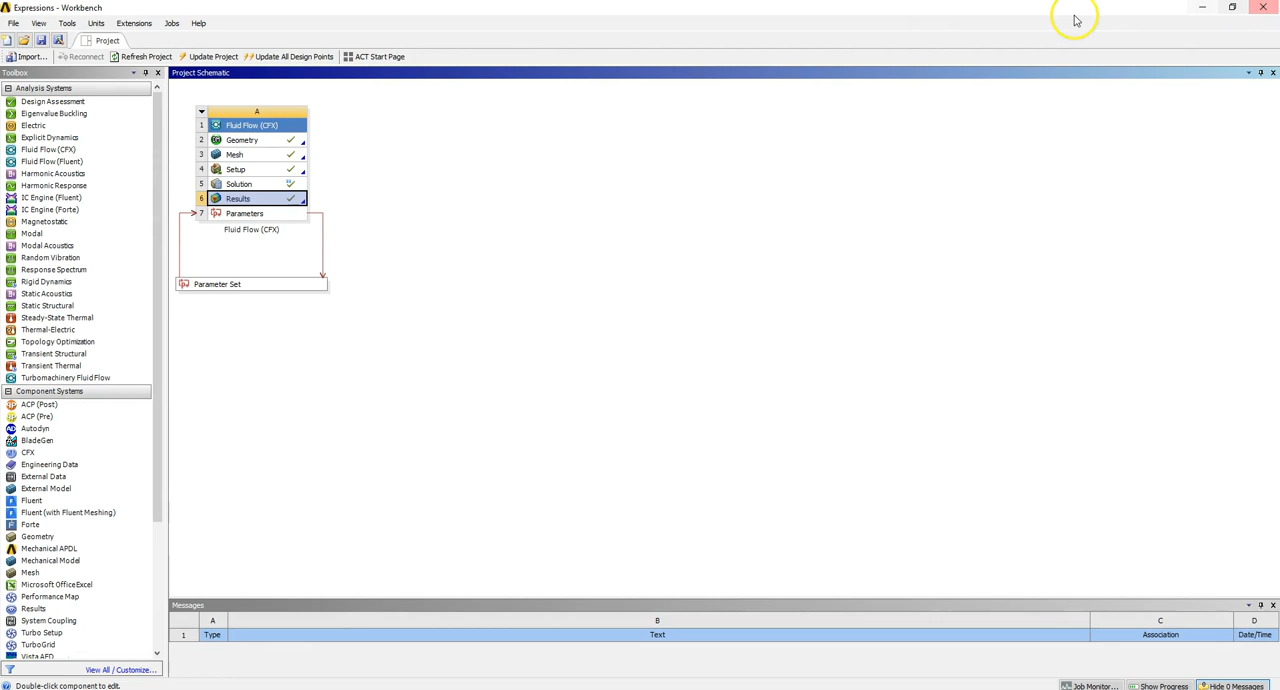 Expressions - Workbench
File View Tools Units Extensions Jobs Help
Project
Import... Reconnect Refresh Project Update Project Update All Design Points ACT Start Page
Toolbox
Project Schematic
Analysis Systems
Design Assessment
Eigenvalue Buckling
Electric
Explicit Dynamics
Fluid Flow (CFX)
Fluid Flow (Fluent)
Harmonic Acoustics
Harmonic Response
IC Engine (Fluent)
IC Engine (Forte)
Magnetostatic
Modal
Modal Acoustics
Random Vibration
Response Spectrum
Rigid Dynamics
Static Acoustics
Static Structural
Steady-State Thermal
Thermal-Electric
Topology Optimization
Transient Structural
Transient Thermal
Turbomachinery Fluid Flow
Component Systems
ACP (Post)
ACP (Pre)
Autodyn
BladeGen
CFX
Engineering Data
External Data
External Model
Fluent
Fluent (with Fluent Meshing)
Forte
Geometry
Mechanical APDL
Mechanical Model
Mesh
Microsoft Office Excel
Performance Map
Results
System Coupling
Turbo Setup
TurboGrid
Vista AFD
View All / Customize...
A
1 Fluid Flow (CFX)
2 Geometry
3 Mesh
4 Setup
5 Solution
6 Results
7 Parameters
Fluid Flow (CFX)
Parameter Set
Messages
A B C D
1 Type Text Association Date/Time
Double-click component to edit.
Job Monitor... Show Progress Hide 0 Messages